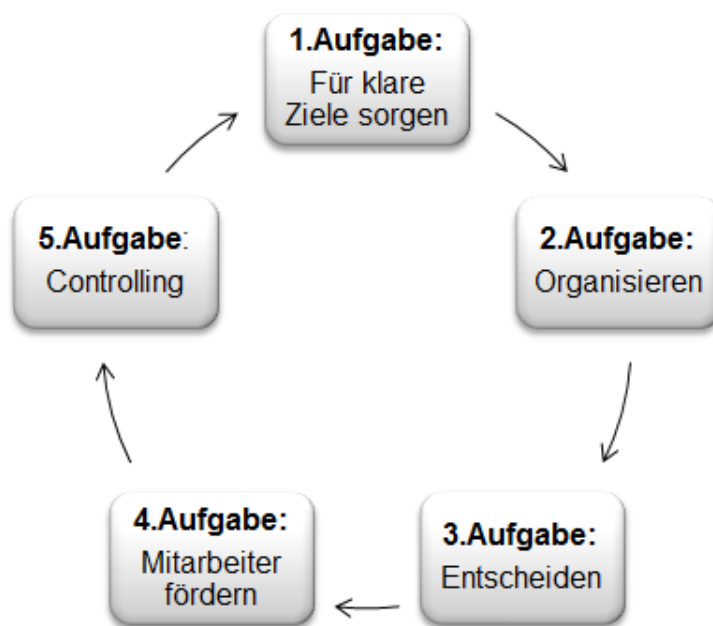 1.Aufgabe:
Für klare
Ziele sorgen
2.Aufgabe:
Organisieren
3.Aufgabe:
Entscheiden
4.Aufgabe:
Mitarbeiter
fördern
5.Aufgabe:
Controlling